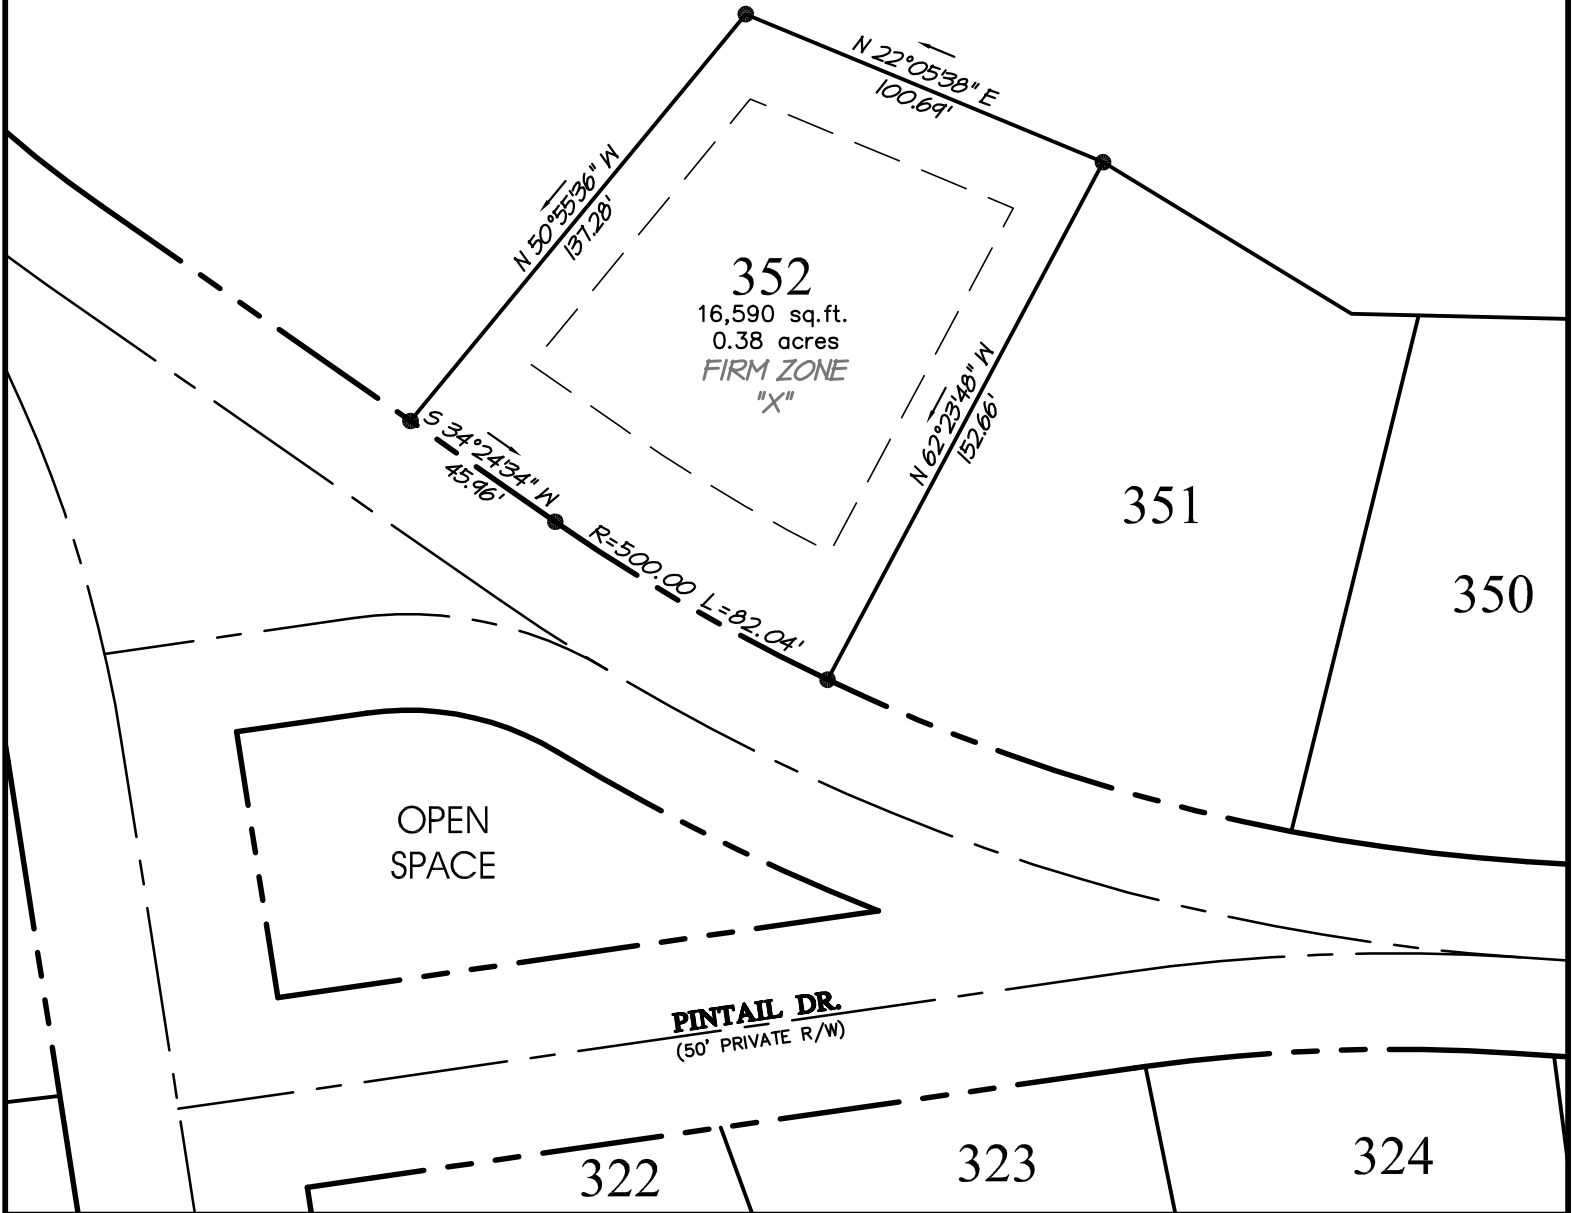 N 22°05'38" E
100.69'
N 50°55'36" W
137.28'
352
16,590 sq.ft.
0.38 acres
FIRM ZONE
"X"
N 62°23'48" W
152.66'
S 34°24'34" W
45.96'
R=500.00 L=82.04'
351
350
OPEN
SPACE
PINTAIL DR.
(50' PRIVATE R/W)
322
323
324